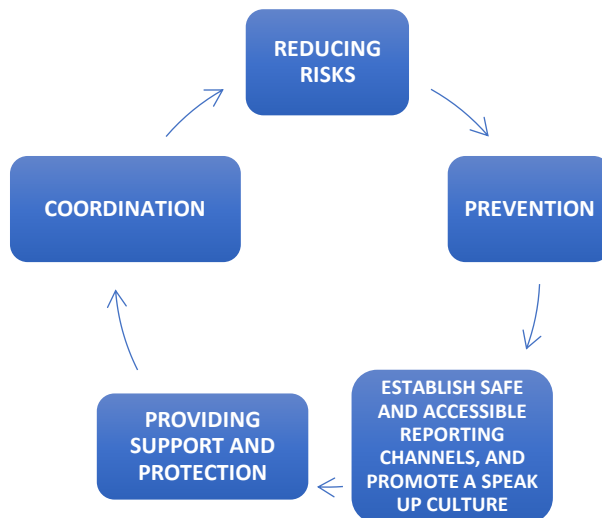 REDUCING
RISKS
PREVENTION
ESTABLISH SAFE
AND ACCESSIBLE
REPORTING
CHANNELS, AND
PROMOTE A SPEAK
UP CULTURE
PROVIDING
SUPPORT AND
PROTECTION
COORDINATION